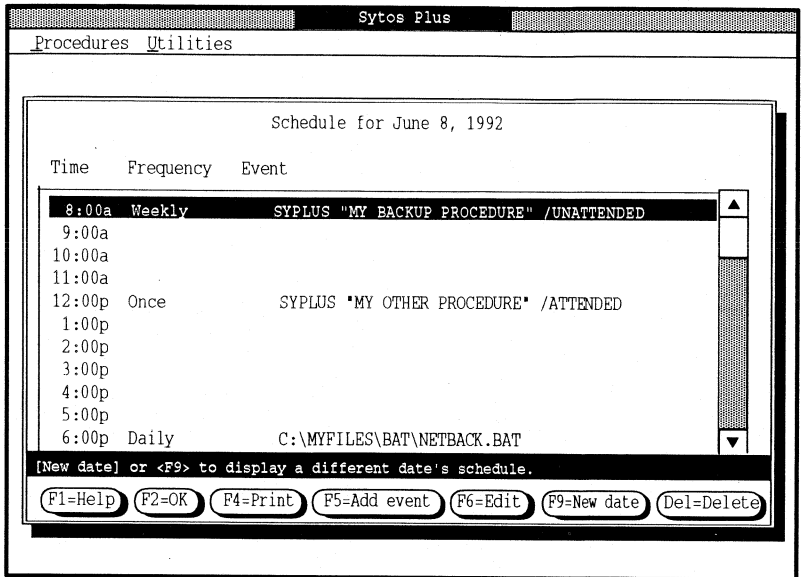 Sytos Plus
Procedures Utilities
Schedule for June 8, 1992
Time Frequency Event
8:00a Weekly SYPLUS "MY BACKUP PROCEDURE" /UNATTENDED
9:00a
10:00a
11:00a
12:00p Once SYPLUS "MY OTHER PROCEDURE" /ATTENDED
1:00p
2:00p
3:00p
4:00p
5:00p
6:00p Daily C:\MYFILES\BAT\NETBACK.BAT
[New date] or <F9> to display a different date's schedule.
F1=Help F2=OK F4=Print F5=Add event F6=Edit F9=New date Del=Delete